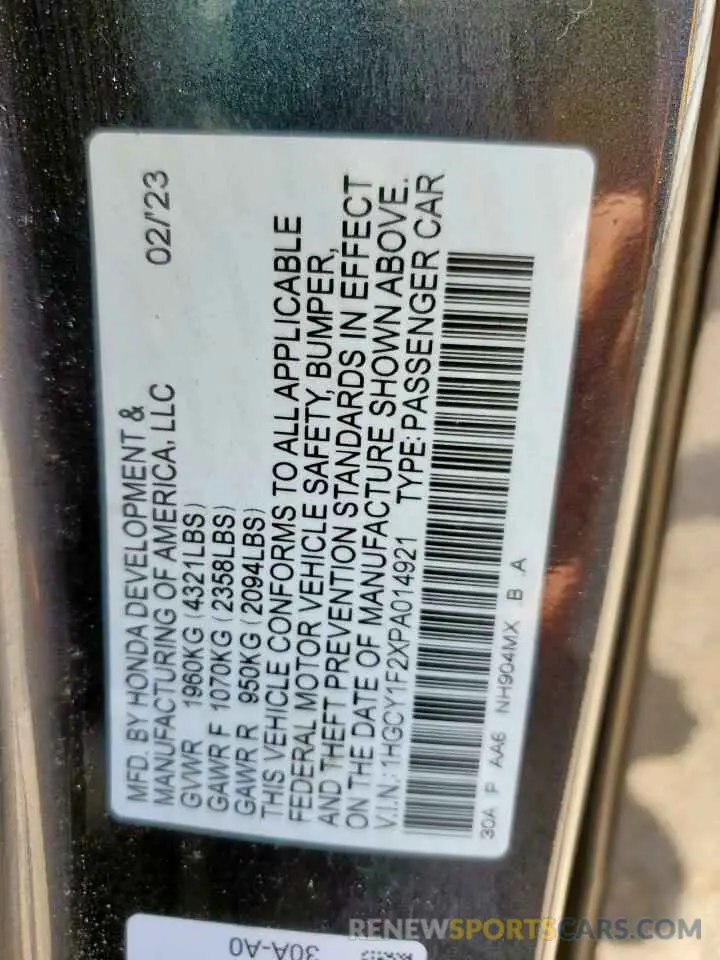 MFD. BY HONDA DEVELOPMENT &
MANUFACTURING OF AMERICA, LLC 02/'23
GVWR 1960KG (4321LBS)
GAWR F 1070KG (2358LBS)
GAWR R 950KG (2094LBS)
THIS VEHICLE CONFORMS TO ALL APPLICABLE
FEDERAL MOTOR VEHICLE SAFETY, BUMPER,
AND THEFT PREVENTION STANDARDS IN EFFECT
ON THE DATE OF MANUFACTURE SHOWN ABOVE.
V.I.N.: 1HGCY1F2XPA014921 TYPE: PASSENGER CAR
30A P AA6 NH904MX B A
30A-A0
RENEWSPORTSCARS.COM